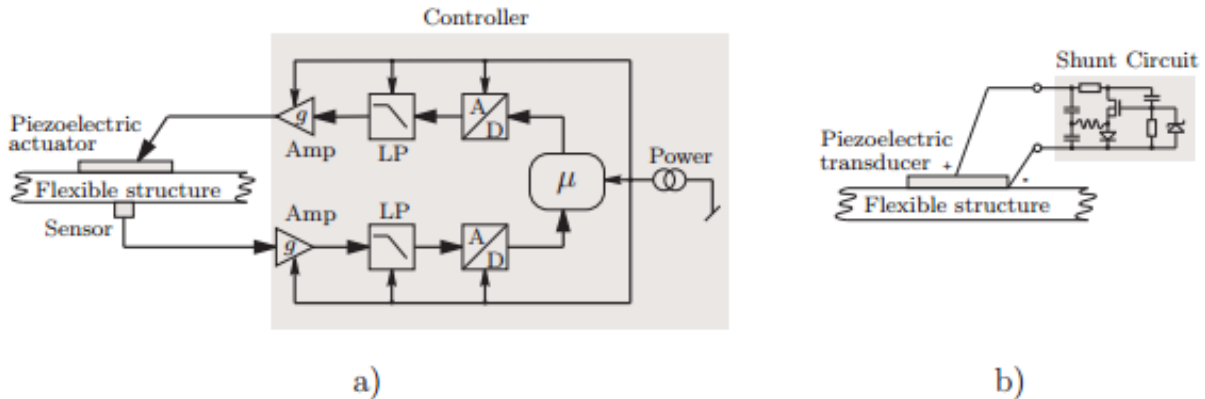 Controller
A
D
g
Amp
LP
Piezoelectric
actuator
Flexible structure
Sensor
μ
Power
Amp
LP
g
A
D
a)
Shunt Circuit
Piezoelectric
transducer +
-
Flexible structure
b)